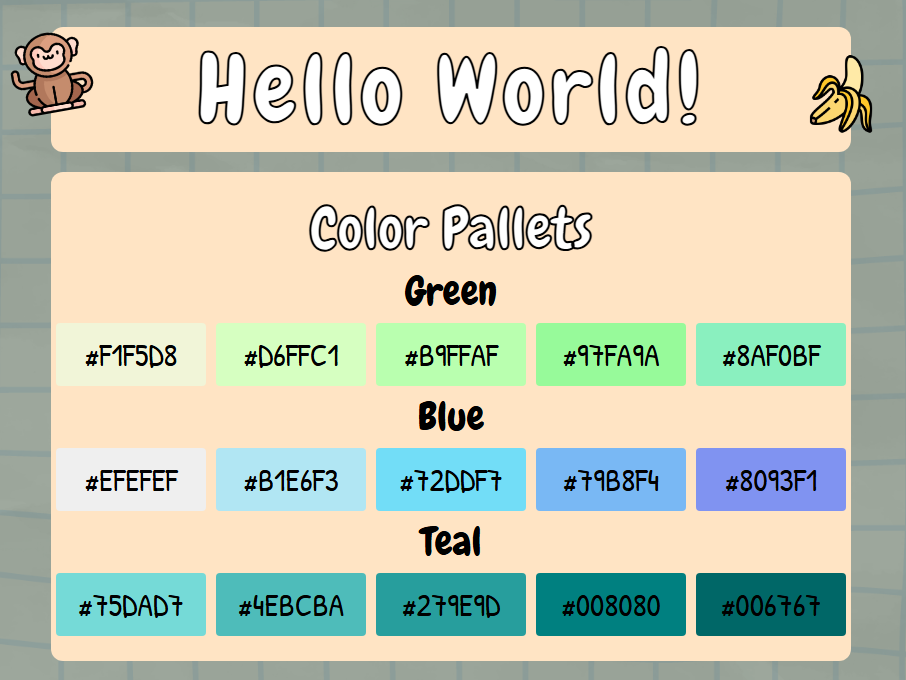 Hello World!
Color Pallets
Green
#F1F5D8 #D6FFC1 #B9FFAF #97FA9A #8AF0BF
Blue
#EFEFEF #B1E6F3 #72DDF7 #79B8F4 #8093F1
Teal
#75DAD7 #4EBCBA #279E9D #008080 #006767